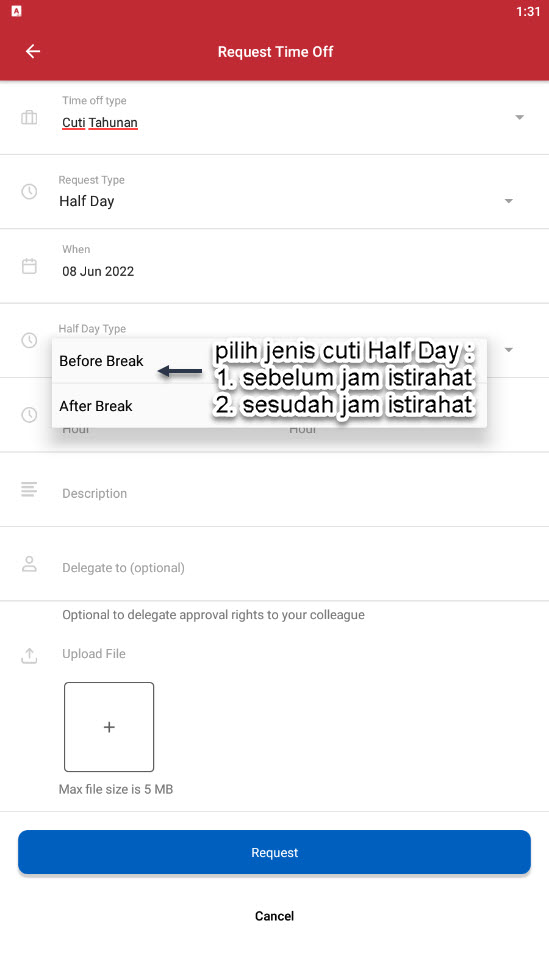 A
1:31
Request Time Off
Time off type
Cuti Tahunan
Request Type
Half Day
When
08 Jun 2022
Half Day Type
Before Break
After Break
pilih jenis cuti Half Day :
1. sebelum jam istirahat
2. sesudah jam istirahat
Hour Hour
Description
Delegate to (optional)
Optional to delegate approval rights to your colleague
Upload File
+
Max file size is 5 MB
Request
Cancel